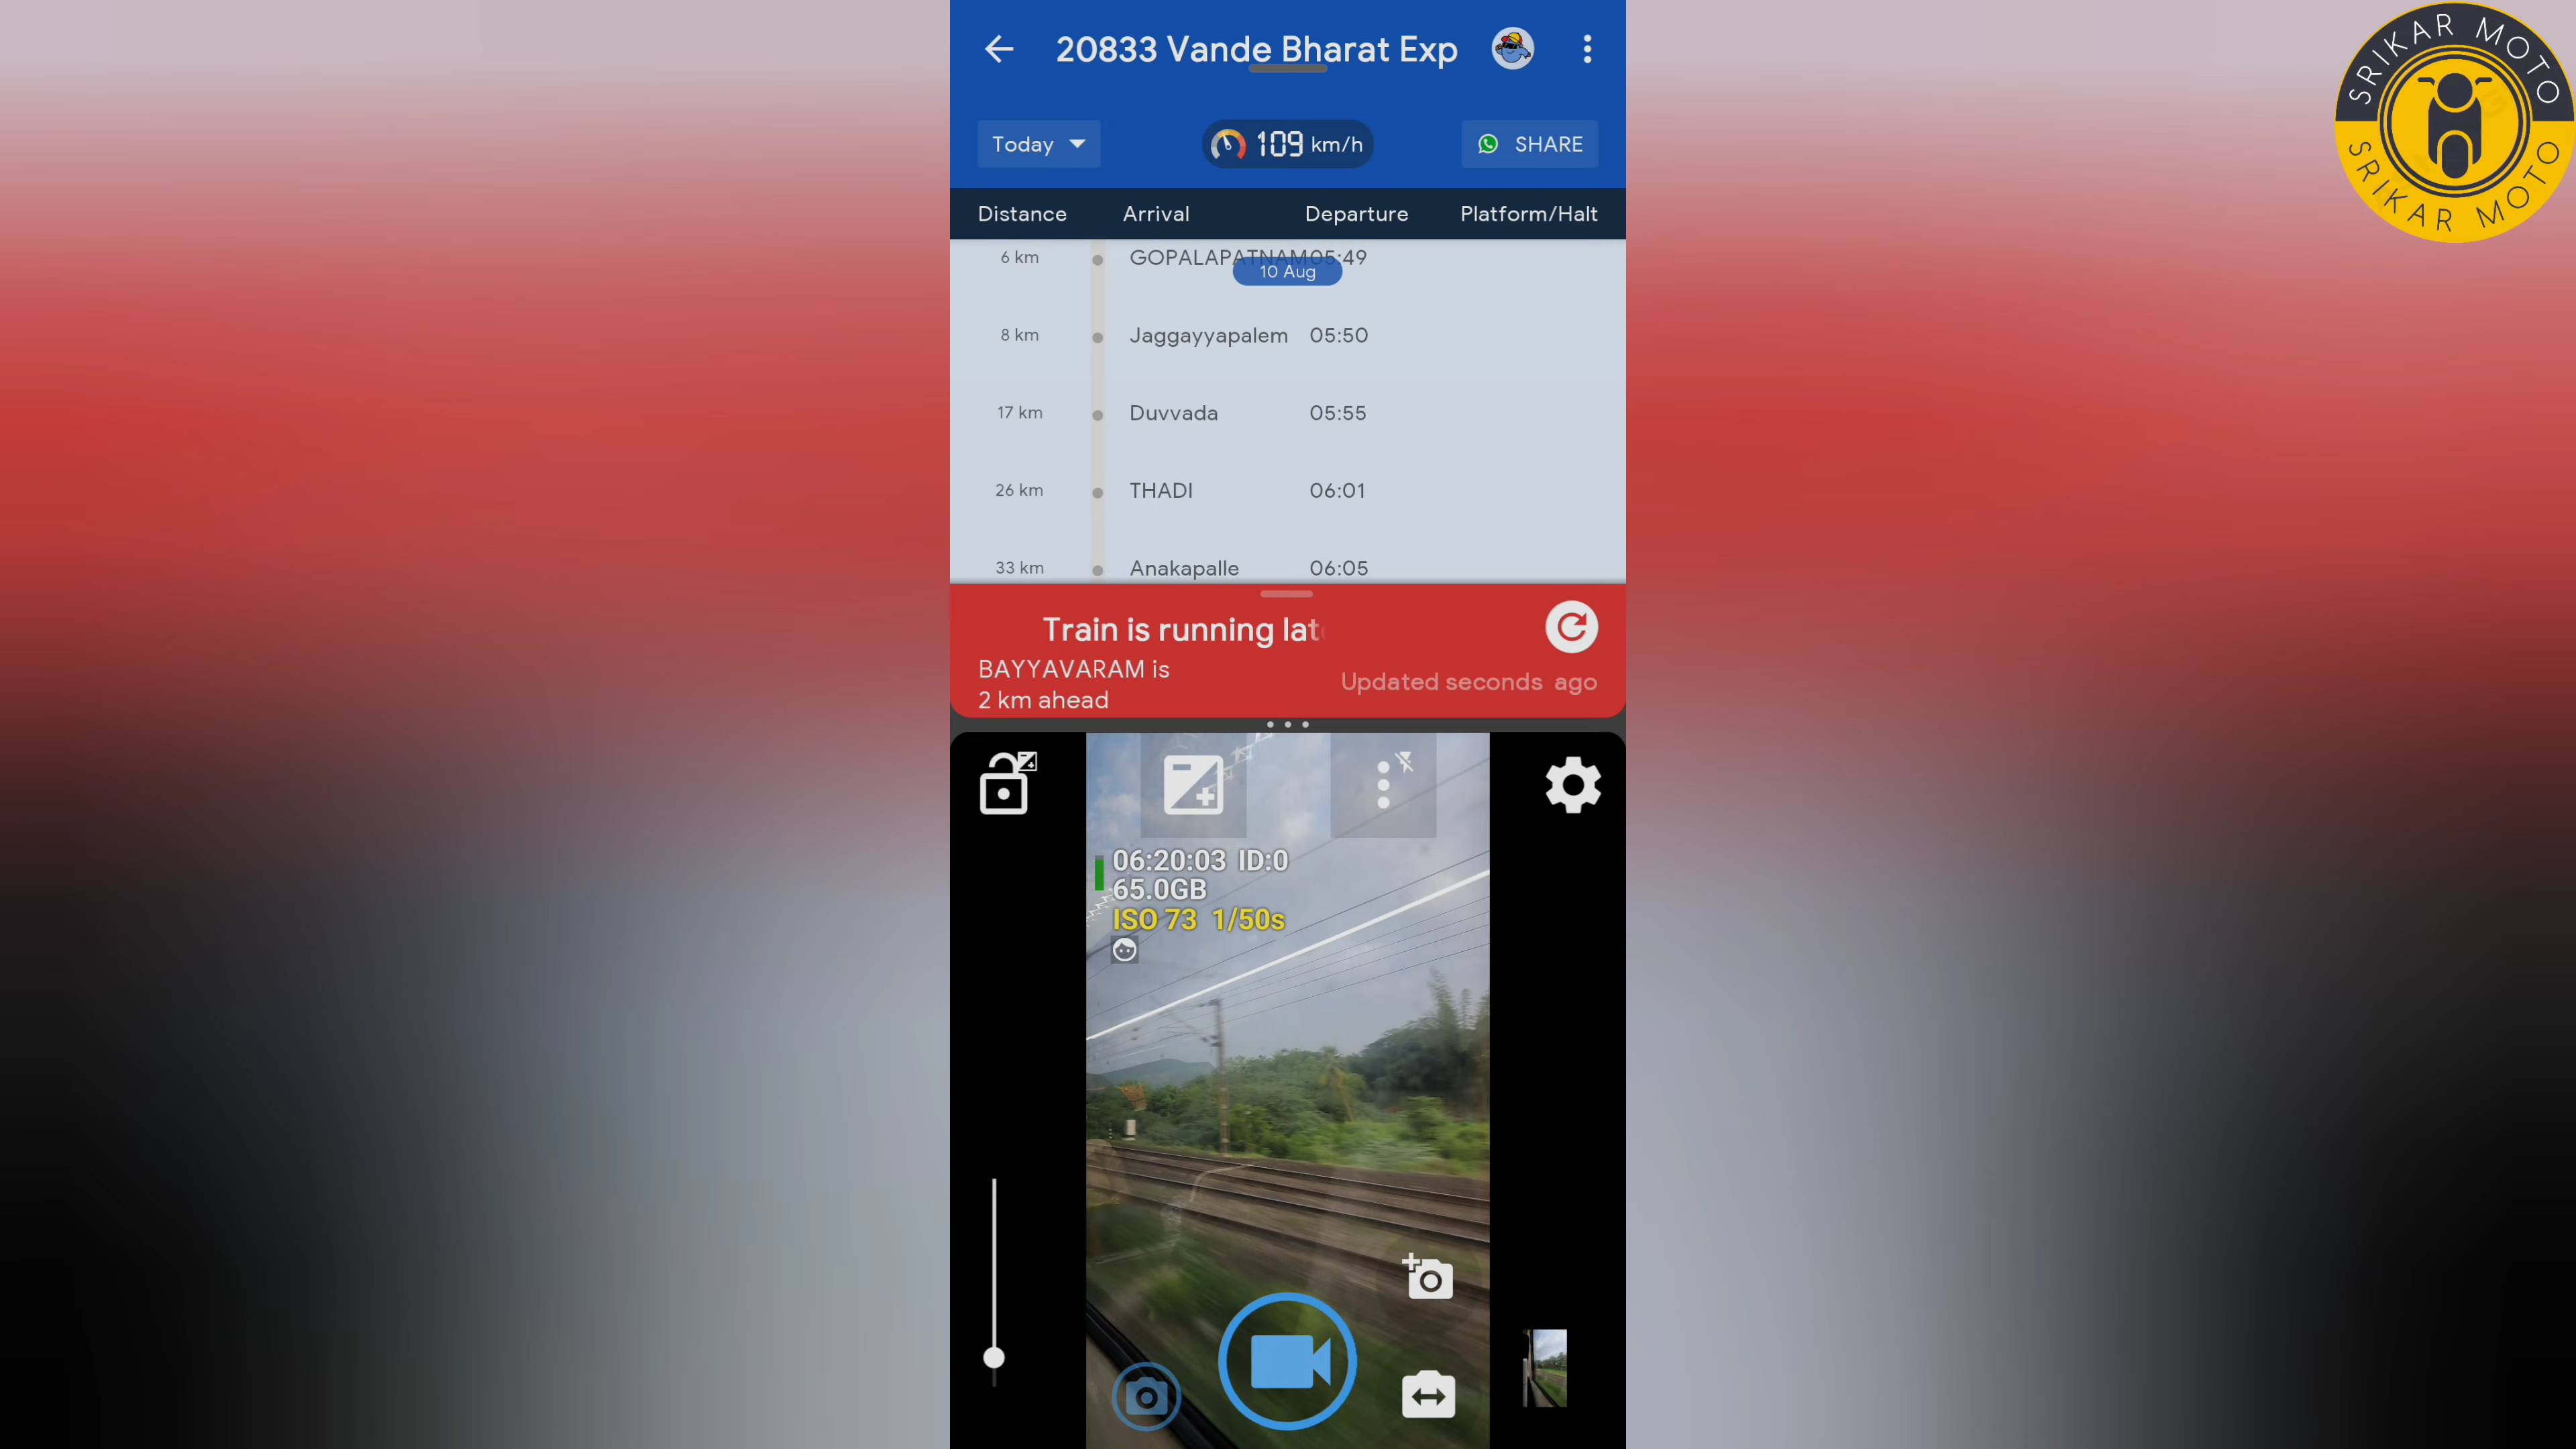 20833 Vande Bharat Exp
Today
109 km/h
SHARE
Distance Arrival Departure Platform/Halt
6 km GOPALAPATNAM 05:49
10 Aug
8 km Jaggayyapalem 05:50
17 km Duvvada 05:55
26 km THADI 06:01
33 km Anakapalle 06:05
Train is running late
BAYYAVARAM is
2 km ahead
Updated seconds ago
06:20:03 ID:0
65.0GB
ISO 73 1/50s
SRIKAR MOTO
SRIKAR MOTO